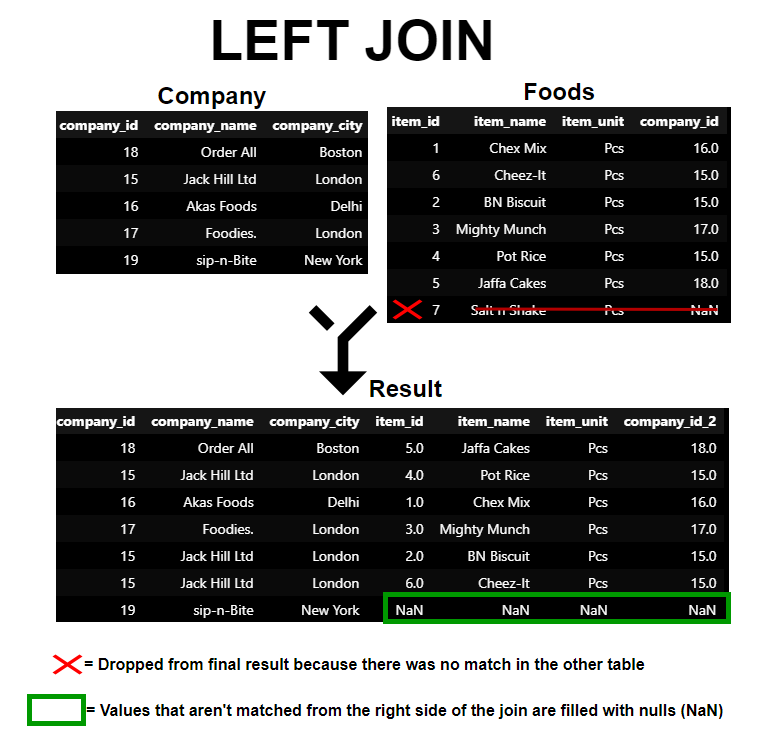 LEFT JOIN
Company
company_id company_name company_city
18 Order All Boston
15 Jack Hill Ltd London
16 Akas Foods Delhi
17 Foodies. London
19 sip-n-Bite New York
Foods
item_id item_name item_unit company_id
1 Chex Mix Pcs 16.0
6 Cheez-It Pcs 15.0
2 BN Biscuit Pcs 15.0
3 Mighty Munch Pcs 17.0
4 Pot Rice Pcs 15.0
5 Jaffa Cakes Pcs 18.0
7 Salt n Shake Pcs NaN
Result
company_id company_name company_city item_id item_name item_unit company_id_2
18 Order All Boston 5.0 Jaffa Cakes Pcs 18.0
15 Jack Hill Ltd London 4.0 Pot Rice Pcs 15.0
16 Akas Foods Delhi 1.0 Chex Mix Pcs 16.0
17 Foodies. London 3.0 Mighty Munch Pcs 17.0
15 Jack Hill Ltd London 2.0 BN Biscuit Pcs 15.0
15 Jack Hill Ltd London 6.0 Cheez-It Pcs 15.0
19 sip-n-Bite New York NaN NaN NaN NaN
= Dropped from final result because there was no match in the other table
= Values that aren't matched from the right side of the join are filled with nulls (NaN)